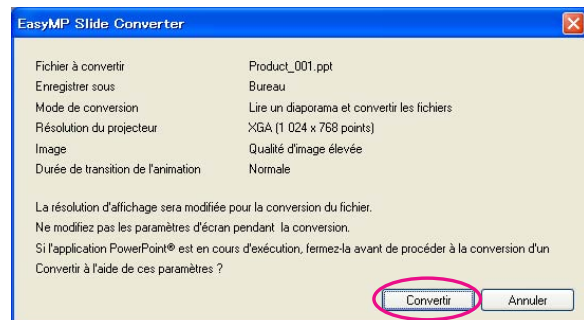 EasyMP Slide Converter
Fichier à convertir Product_001.ppt
Enregistrer sous Bureau
Mode de conversion Lire un diaporama et convertir les fichiers
Résolution du projecteur XGA (1 024 x 768 points)
Image Qualité d'image élevée
Durée de transition de l'animation Normale
La résolution d'affichage sera modifiée pour la conversion du fichier.
Ne modifiez pas les paramètres d'écran pendant la conversion.
Si l'application PowerPoint® est en cours d'exécution, fermez-la avant de procéder à la conversion d'un
Convertir à l'aide de ces paramètres ?
Convertir Annuler